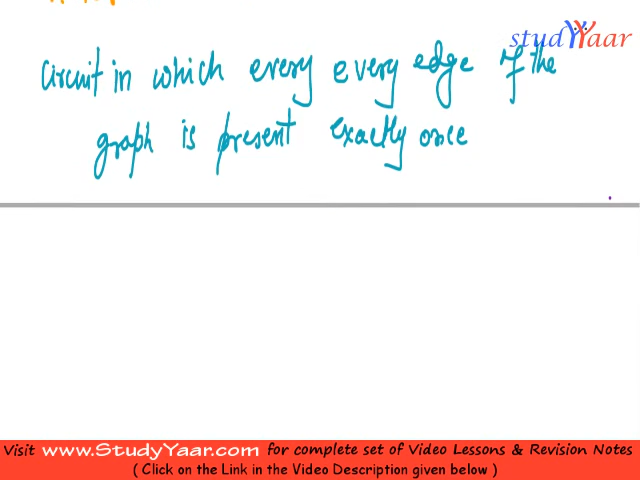 studYYaar
circuit in which every every edge of the
graph is present exactly once
Visit www.StudyYaar.com for complete set of Video Lessons & Revision Notes
( Click on the Link in the Video Description given below )